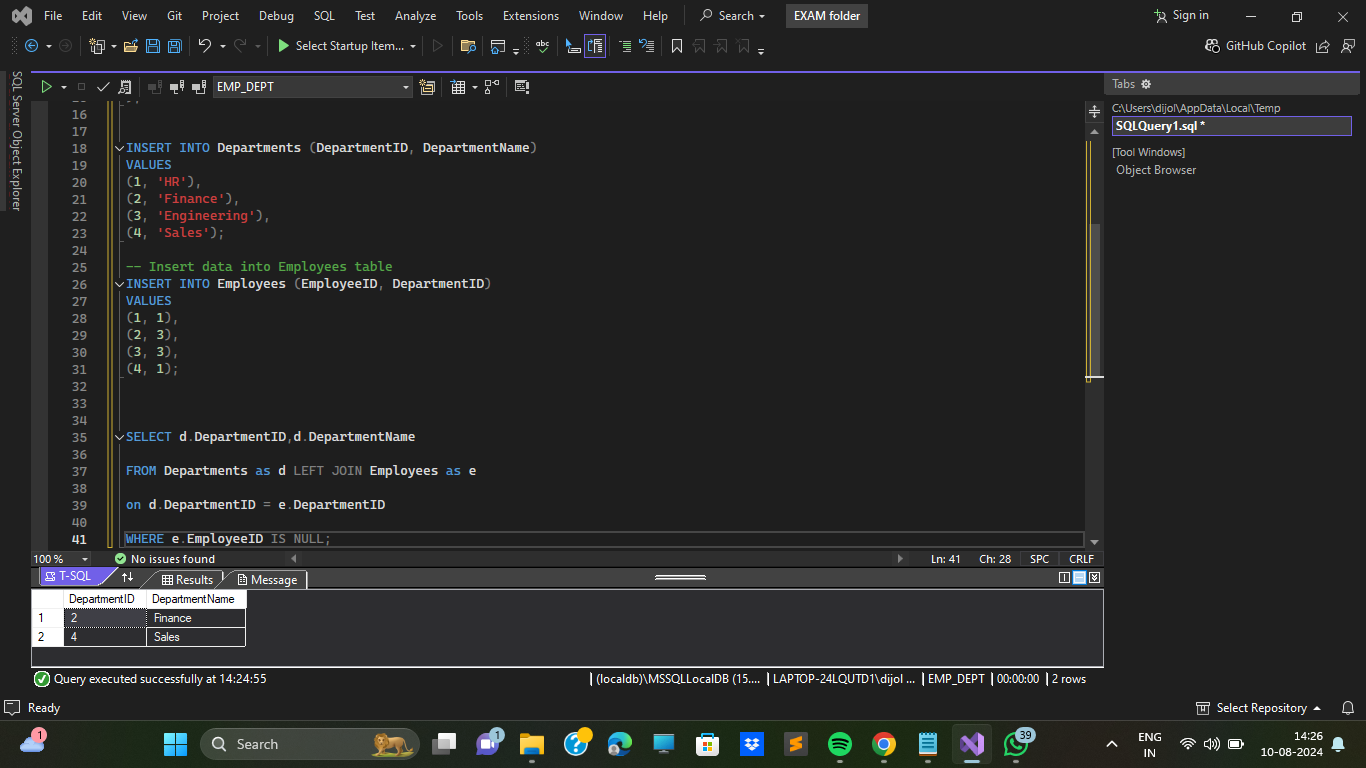 File Edit View Git Project Debug SQL Test Analyze Tools Extensions Window Help Search EXAM folder Sign in
Select Startup Item... abc GitHub Copilot
EMP_DEPT
Tabs
SQL Server Object Explorer
C:\Users\dijol\AppData\Local\Temp
SQLQuery1.sql *
[Tool Windows]
Object Browser
16
17
18 INSERT INTO Departments (DepartmentID, DepartmentName)
19 VALUES
20 (1, 'HR'),
21 (2, 'Finance'),
22 (3, 'Engineering'),
23 (4, 'Sales');
24
25 -- Insert data into Employees table
26 INSERT INTO Employees (EmployeeID, DepartmentID)
27 VALUES
28 (1, 1),
29 (2, 3),
30 (3, 3),
31 (4, 1);
32
33
34
35 SELECT d.DepartmentID,d.DepartmentName
36
37 FROM Departments as d LEFT JOIN Employees as e
38
39 on d.DepartmentID = e.DepartmentID
40
41 WHERE e.EmployeeID IS NULL;
100 % No issues found Ln: 41 Ch: 28 SPC CRLF
T-SQL Results Message
DepartmentID DepartmentName
1 2 Finance
2 4 Sales
Query executed successfully at 14:24:55 (localdb)\MSSQLLocalDB (15.... LAPTOP-24LQUTD1\dijol ... EMP_DEPT 00:00:00 2 rows
Ready Select Repository
1 Search 1 39 ENG IN 14:26 10-08-2024